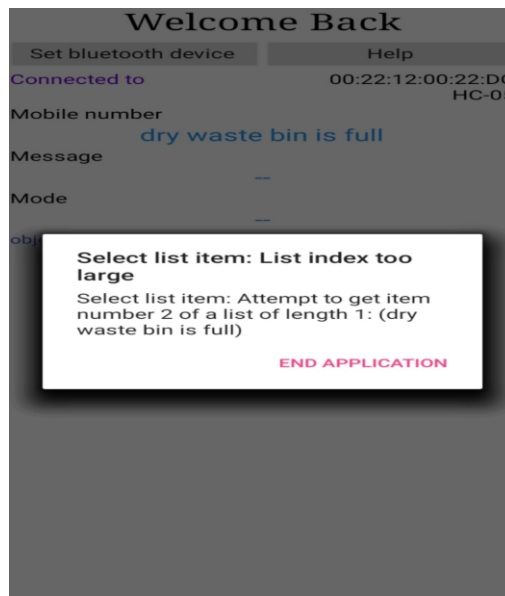 Welcome Back
Set bluetooth device Help
Connected to 00:22:12:00:22:D
HC-0
Mobile number
dry waste bin is full
Message
--
Mode
--
obj
Select list item: List index too
large
Select list item: Attempt to get item
number 2 of a list of length 1: (dry
waste bin is full)
END APPLICATION